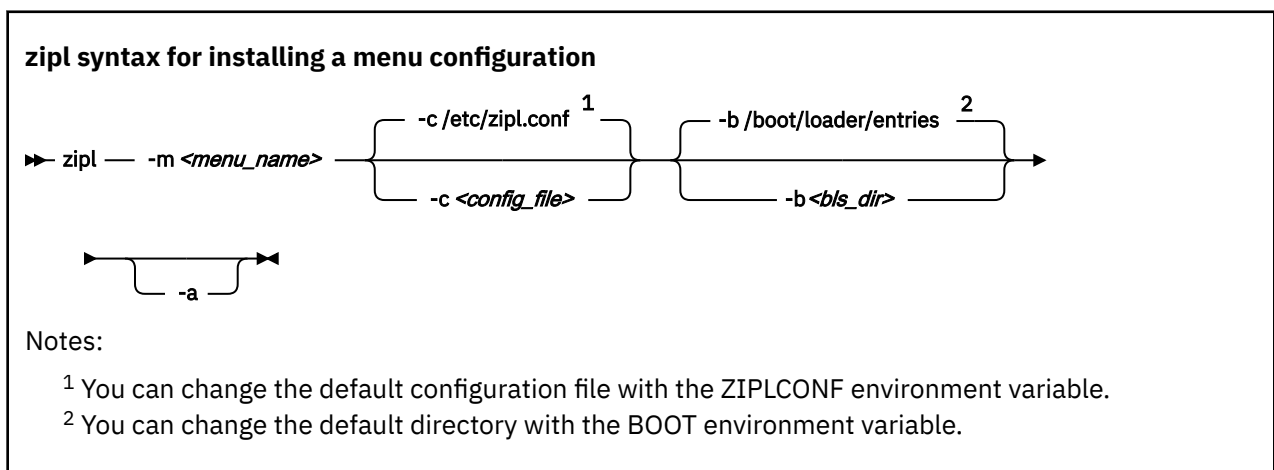 zipl syntax for installing a menu configuration
-c /etc/zipl.conf 1 -b /boot/loader/entries 2
zipl -m <menu_name>
-c <config_file> -b <bls_dir>
-a
Notes:
1 You can change the default configuration file with the ZIPLCONF environment variable.
2 You can change the default directory with the BOOT environment variable.